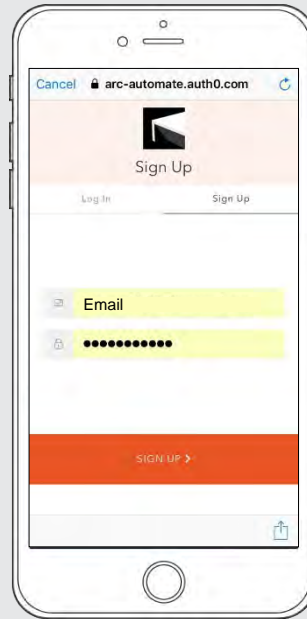 Cancel arc-automate.auth0.com
Sign Up
Log In Sign Up
Email
•••••••••••
SIGN UP >